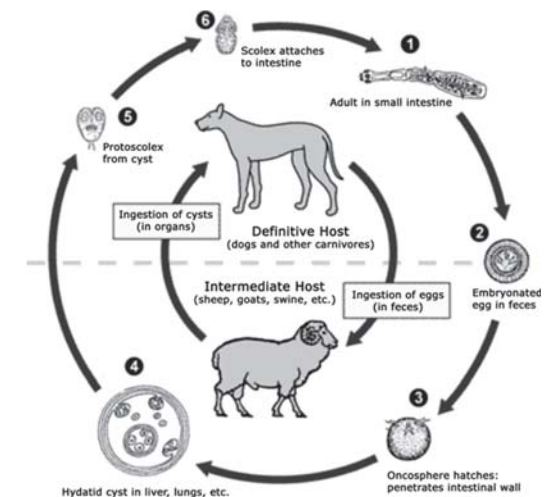 6
Scolex attaches
to intestine
1
Adult in small intestine
5
Protoscolex
from cyst
Ingestion of cysts
(in organs)
Definitive Host
(dogs and other carnivores)
2
Embryonated
egg in feces
Intermediate Host
(sheep, goats, swine, etc.)
Ingestion of eggs
(in feces)
4
Hydatid cyst in liver, lungs, etc.
3
Oncosphere hatches:
penetrates intestinal wall